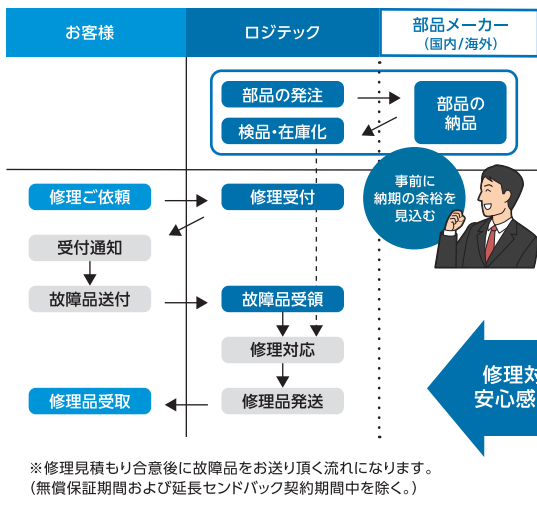 お客様
ロジテック
部品メーカー
(国内/海外)
部品の発注
部品の
納品
検品・在庫化
事前に
納期の余裕を
見込む
修理ご依頼
修理受付
受付通知
故障品送付
故障品受領
修理対応
修理品受取
修理品発送
修理対
安心感
※修理見積もり合意後に故障品をお送り頂く流れになります。
(無償保証期間および延長センドバック契約期間中を除く。)